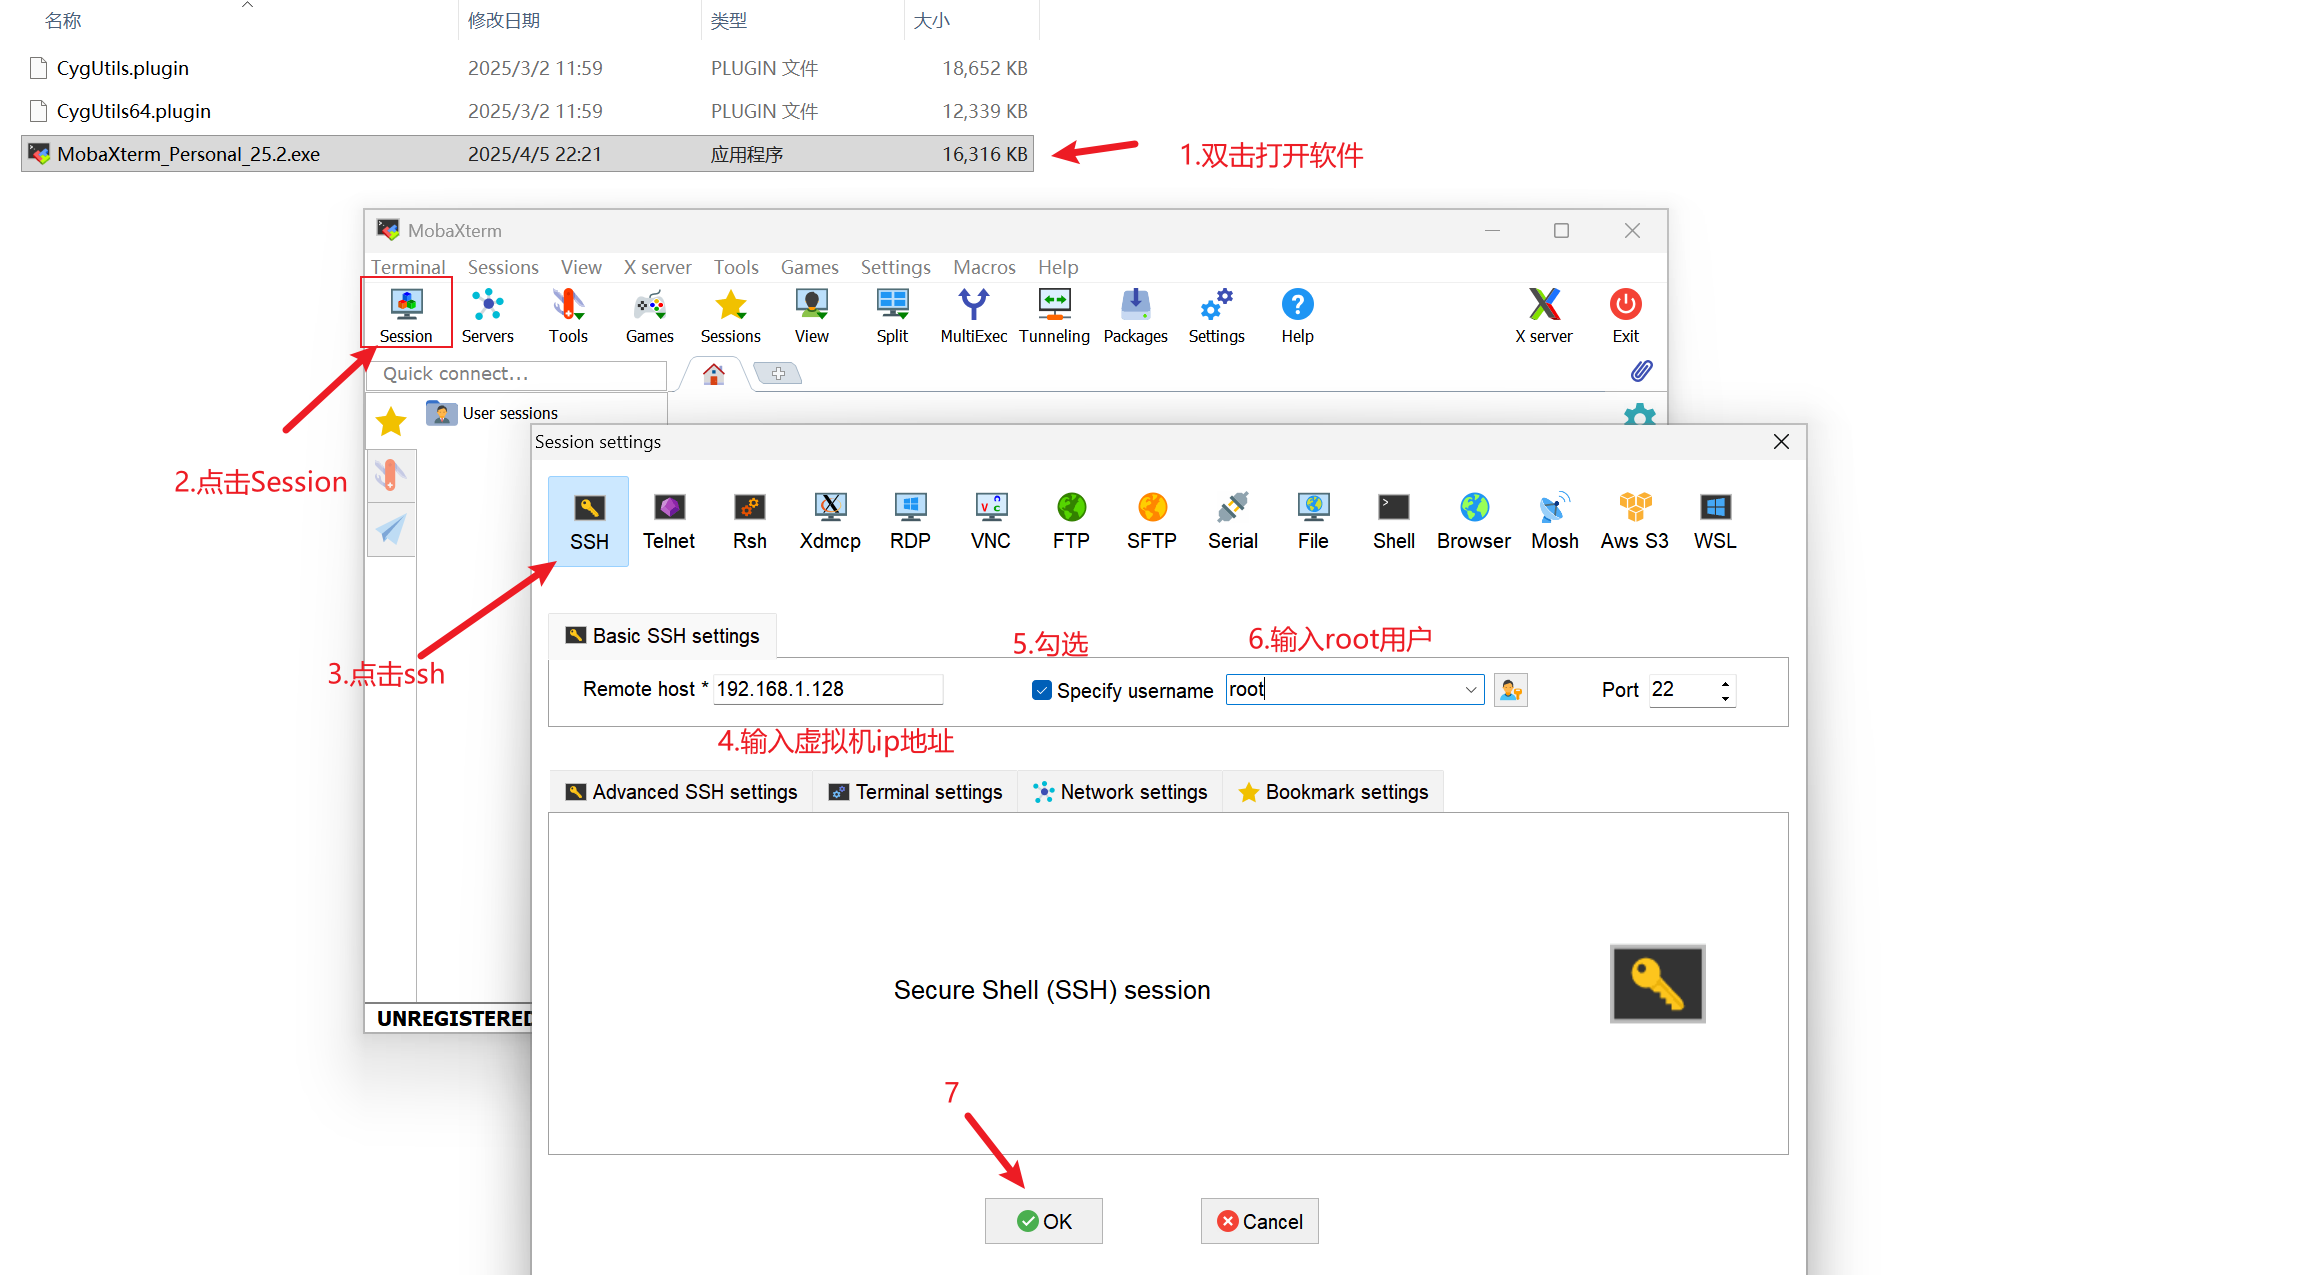 名称 修改日期 类型 大小
CygUtils.plugin 2025/3/2 11:59 PLUGIN 文件 18,652 KB
CygUtils64.plugin 2025/3/2 11:59 PLUGIN 文件 12,339 KB
MobaXterm_Personal_25.2.exe 2025/4/5 22:21 应用程序 16,316 KB
1.双击打开软件
MobaXterm
Terminal Sessions View X server Tools Games Settings Macros Help
Session Servers Tools Games Sessions View Split MultiExec Tunneling Packages Settings Help X server Exit
Quick connect...
User sessions
2.点击Session
Session settings
SSH Telnet Rsh Xdmcp RDP VNC FTP SFTP Serial File Shell Browser Mosh Aws S3 WSL
3.点击ssh
Basic SSH settings
5.勾选
6.输入root用户
Remote host * 192.168.1.128 Specify username root Port 22
4.输入虚拟机ip地址
Advanced SSH settings Terminal settings Network settings Bookmark settings
Secure Shell (SSH) session
UNREGISTERED
7
OK Cancel